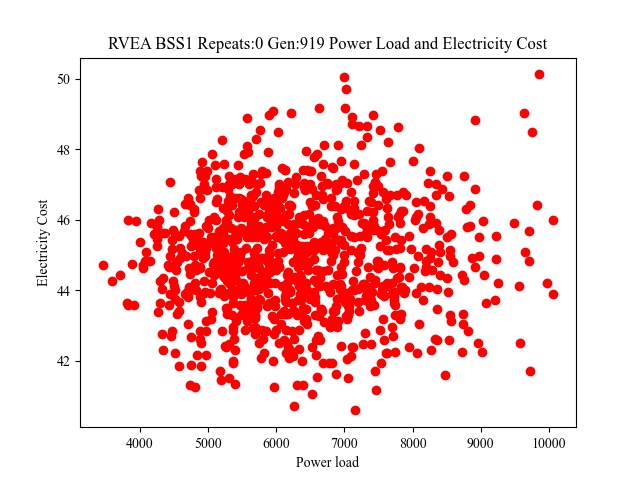 RVEA BSS1 Repeats:0 Gen:919 Power Load and Electricity Cost
50
48
46
44
42
Electricity Cost
4000 5000 6000 7000 8000 9000 10000
Power load